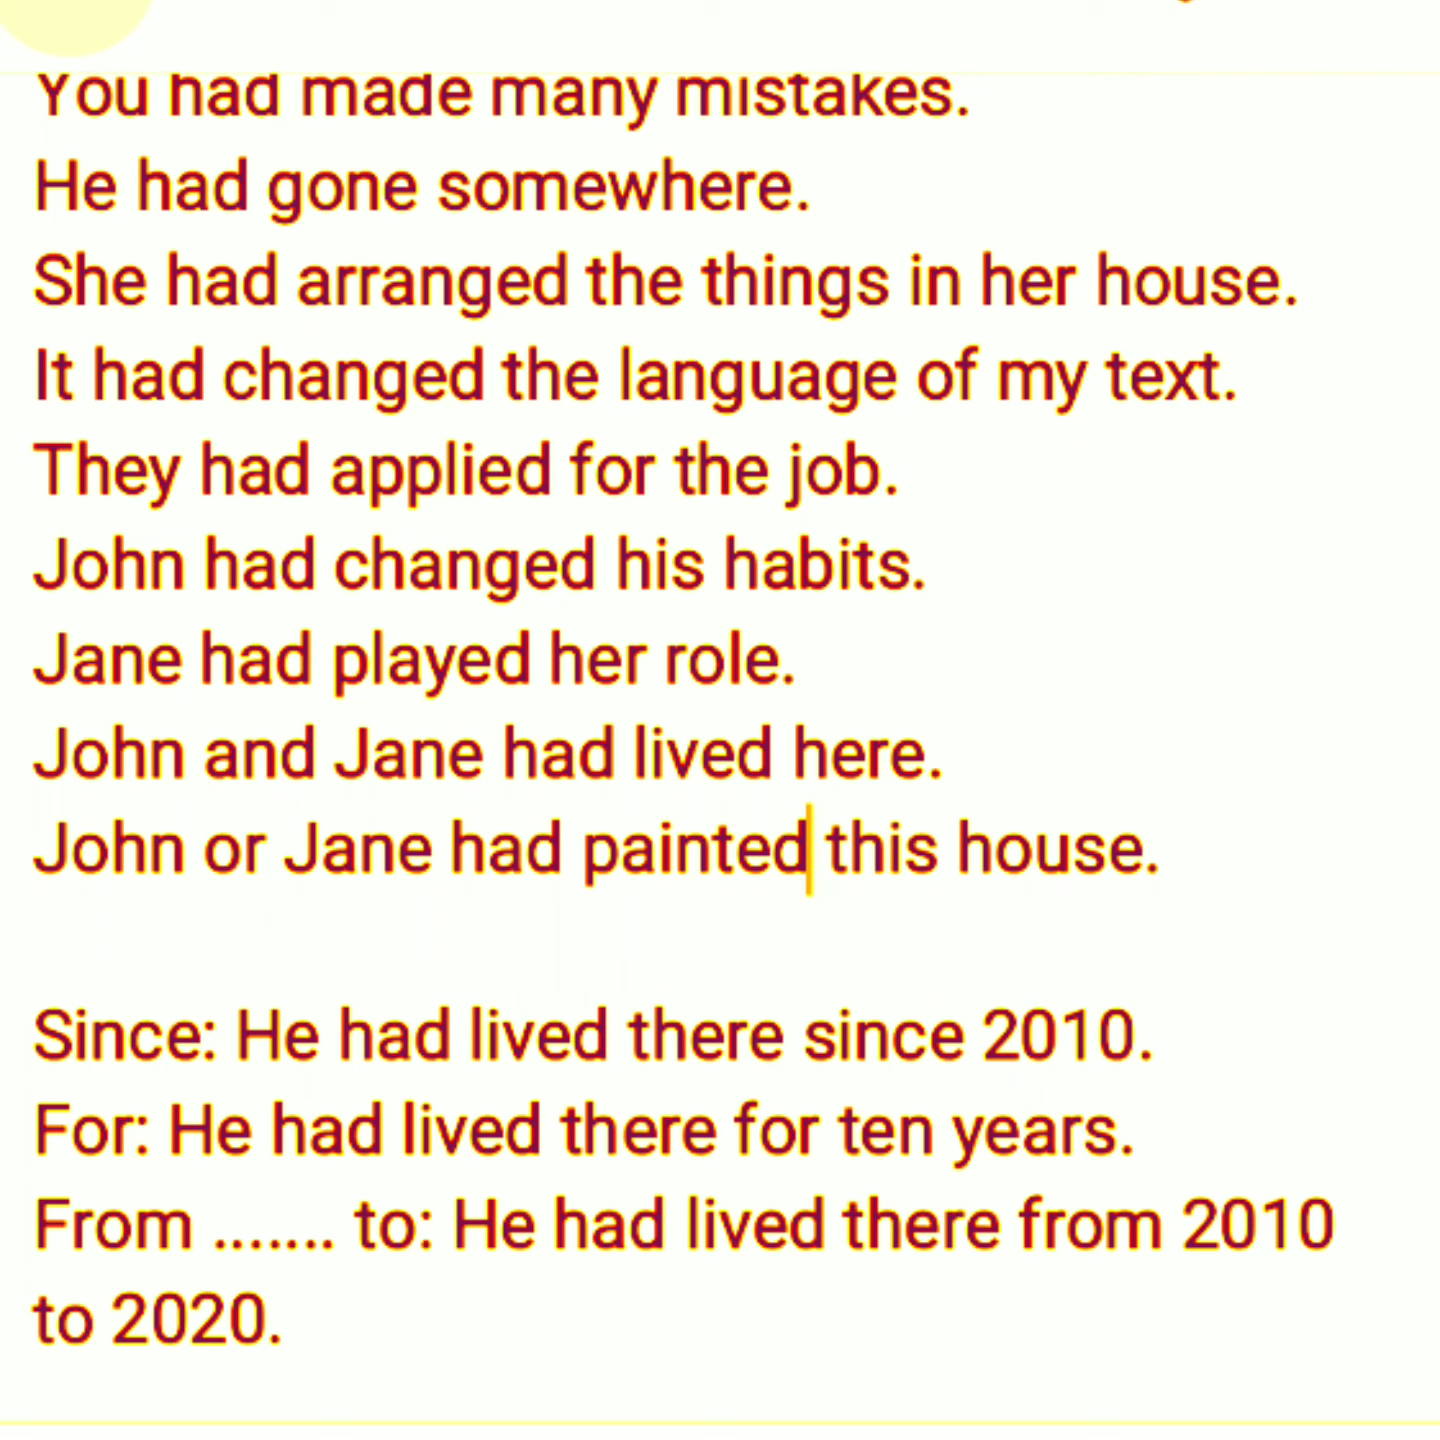 You had made many mistakes.
He had gone somewhere.
She had arranged the things in her house.
It had changed the language of my text.
They had applied for the job.
John had changed his habits.
Jane had played her role.
John and Jane had lived here.
John or Jane had painted this house.
Since: He had lived there since 2010.
For: He had lived there for ten years.
From ....... to: He had lived there from 2010
to 2020.